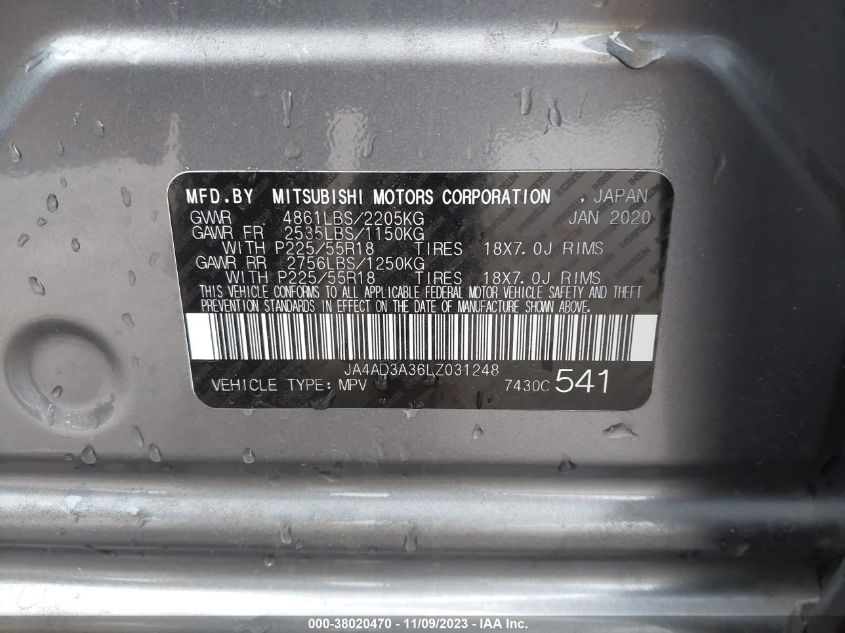 MFD.BY MITSUBISHI MOTORS CORPORATION , JAPAN
GVWR 4861LBS/2205KG JAN 2020
GAWR FR 2535LBS/1150KG
WITH P225/55R18 TIRES 18X7.0J RIMS
GAWR RR 2756LBS/1250KG
WITH P225/55R18 TIRES 18X7.0J RIMS
THIS VEHICLE CONFORMS TO ALL APPLICABLE FEDERAL MOTOR VEHICLE SAFETY AND THEFT
PREVENTION STANDARDS IN EFFECT ON THE DATE OF MANUFACTURE SHOWN ABOVE.
JA4AD3A36LZ031248
VEHICLE TYPE:MPV 7430C 541
000-38020470 - 11/09/2023 - IAA Inc.